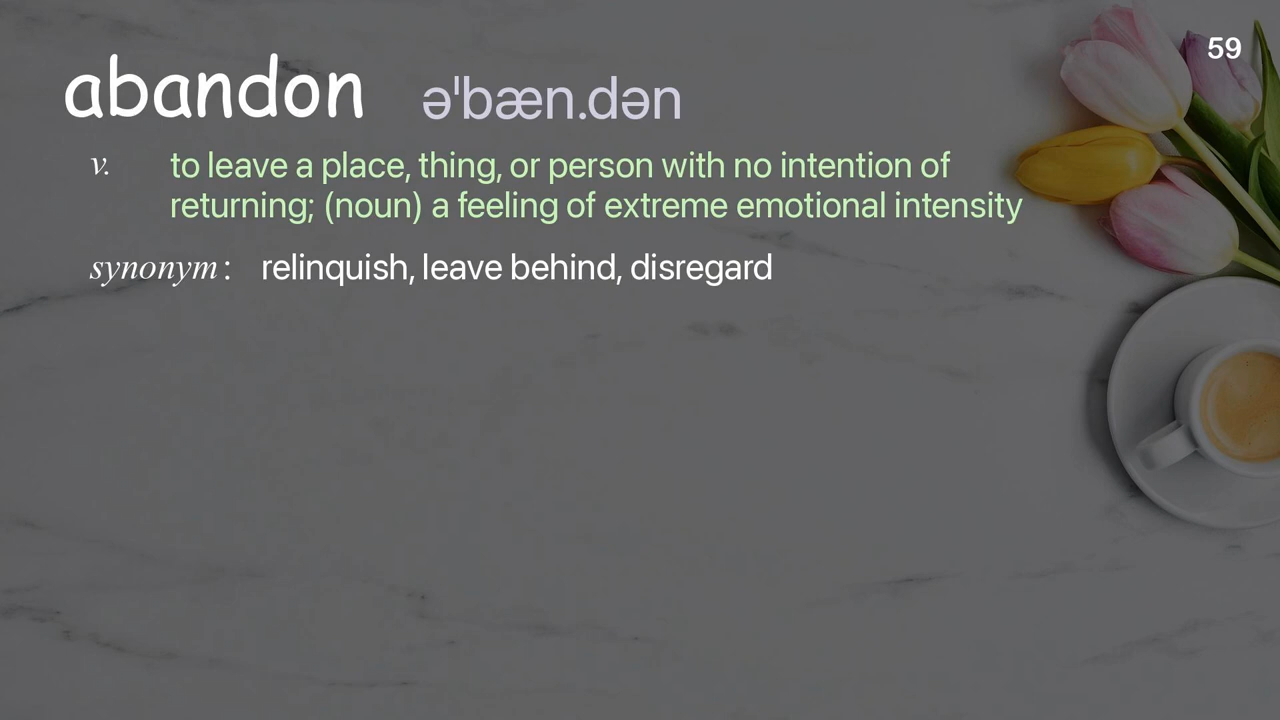 59
abandon əˈbæn.dən
v. to leave a place, thing, or person with no intention of
returning; (noun) a feeling of extreme emotional intensity
synonym : relinquish, leave behind, disregard